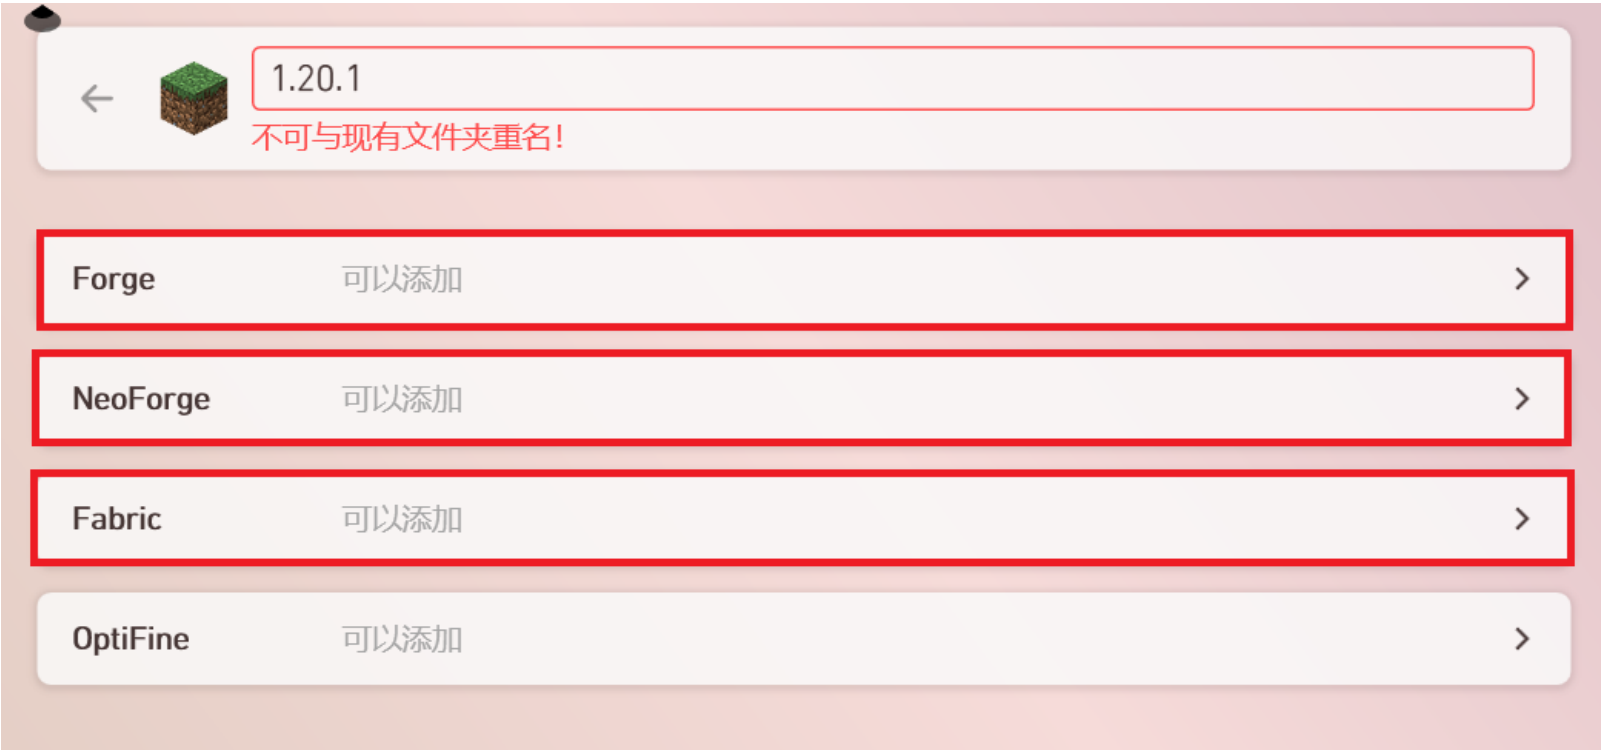 1.20.1
不可与现有文件夹重名!
Forge 可以添加
NeoForge 可以添加
Fabric 可以添加
OptiFine 可以添加